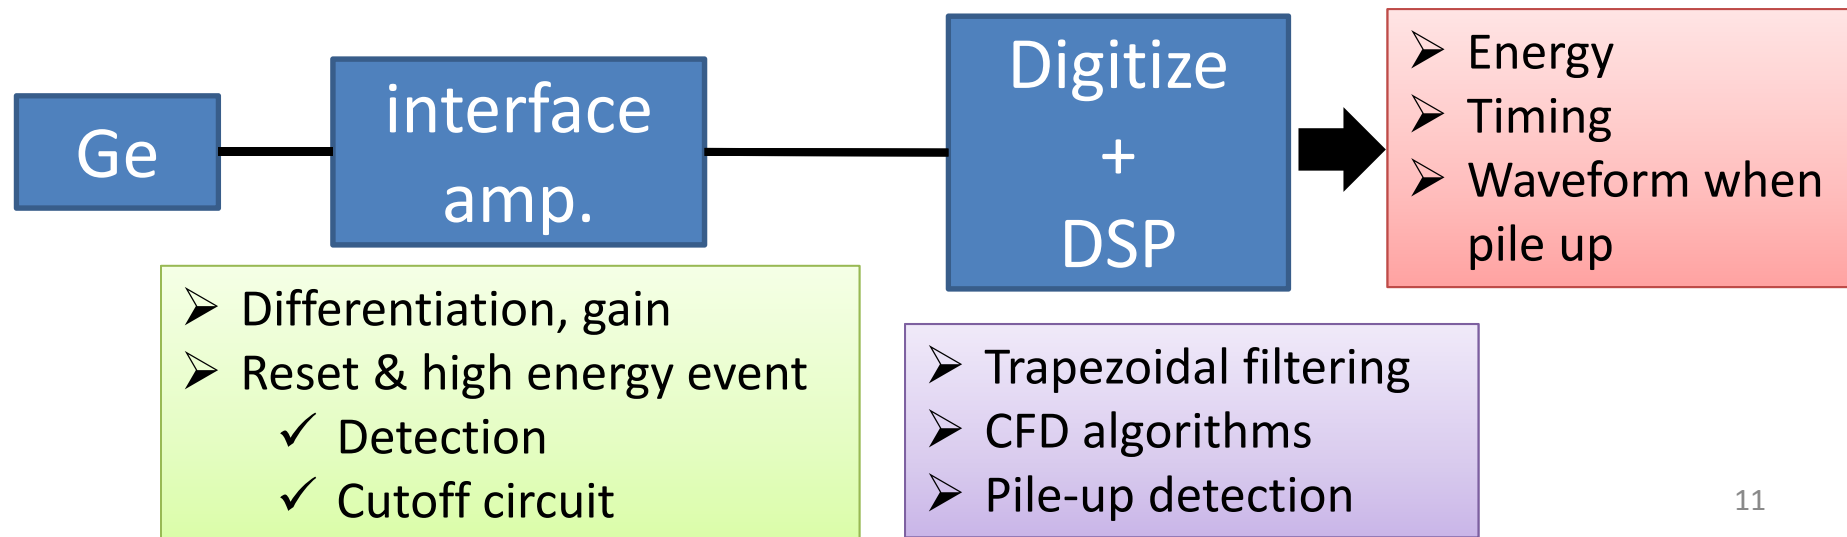 Ge
interface
amp.
Digitize
+
DSP
➢ Energy
➢ Timing
➢ Waveform when
pile up
➢ Differentiation, gain
➢ Reset & high energy event
✓ Detection
✓ Cutoff circuit
➢ Trapezoidal filtering
➢ CFD algorithms
➢ Pile-up detection
11